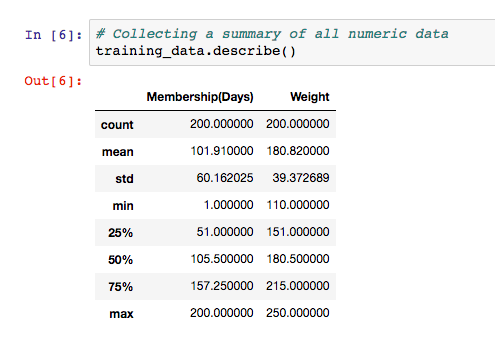 In [6]: # Collecting a summary of all numeric data
training_data.describe()
Out[6]:
Membership(Days) Weight
count 200.000000 200.000000
mean 101.910000 180.820000
std 60.162025 39.372689
min 1.000000 110.000000
25% 51.000000 151.000000
50% 105.500000 180.500000
75% 157.250000 215.000000
max 200.000000 250.000000